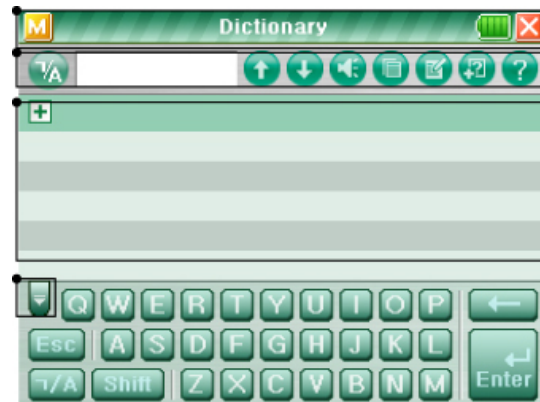 M Dictionary
ㄱ/A ?
Q W E R T Y U I O P
Esc A S D F G H J K L
ㄱ/A Shift Z X C V B N M Enter